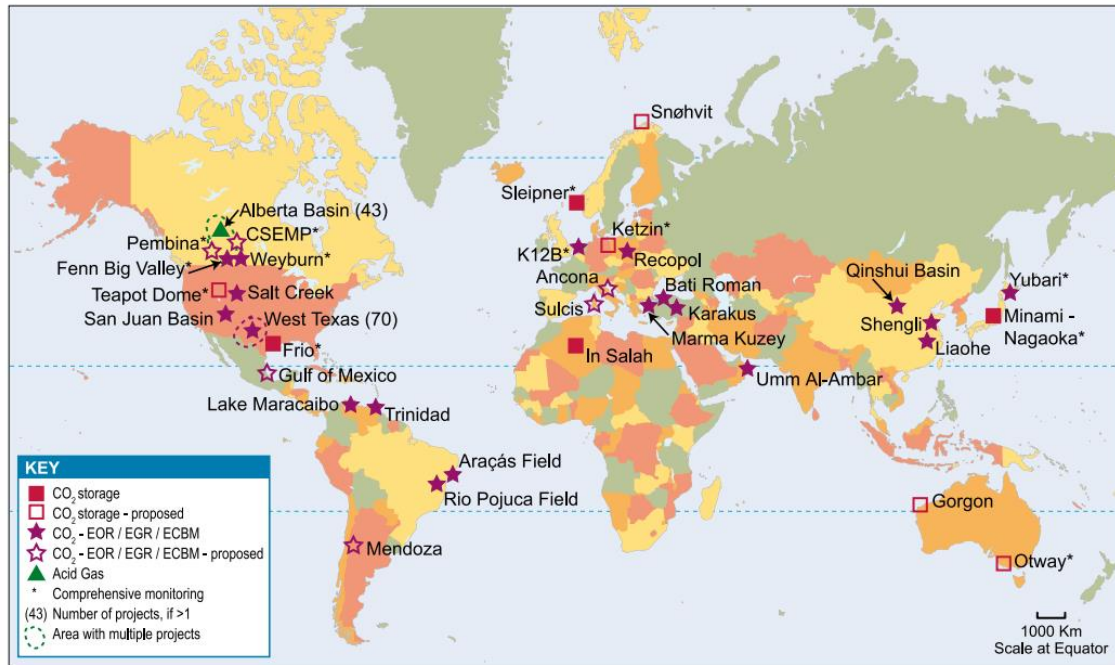 Snøhvit
Sleipner*
Alberta Basin (43)
CSEMP*
Pembina*
Weyburn*
Fenn Big Valley*
Teapot Dome*
Salt Creek
San Juan Basin
West Texas (70)
Frio*
Gulf of Mexico
Lake Maracaibo
Trinidad
Araçás Field
Rio Pojuca Field
Mendoza
Ketzin*
K12B*
Recopol
Ancona
Bati Roman
Sulcis
Karakus
Marma Kuzey
In Salah
Umm Al-Ambar
Qinshui Basin
Yubari*
Shengli
Minami -
Nagaoka*
Liaohe
Gorgon
Otway*
KEY
CO₂ storage
CO₂ storage - proposed
CO₂ - EOR / EGR / ECBM
CO₂ - EOR / EGR / ECBM - proposed
Acid Gas
* Comprehensive monitoring
(43) Number of projects, if >1
Area with multiple projects
1000 Km
Scale at Equator